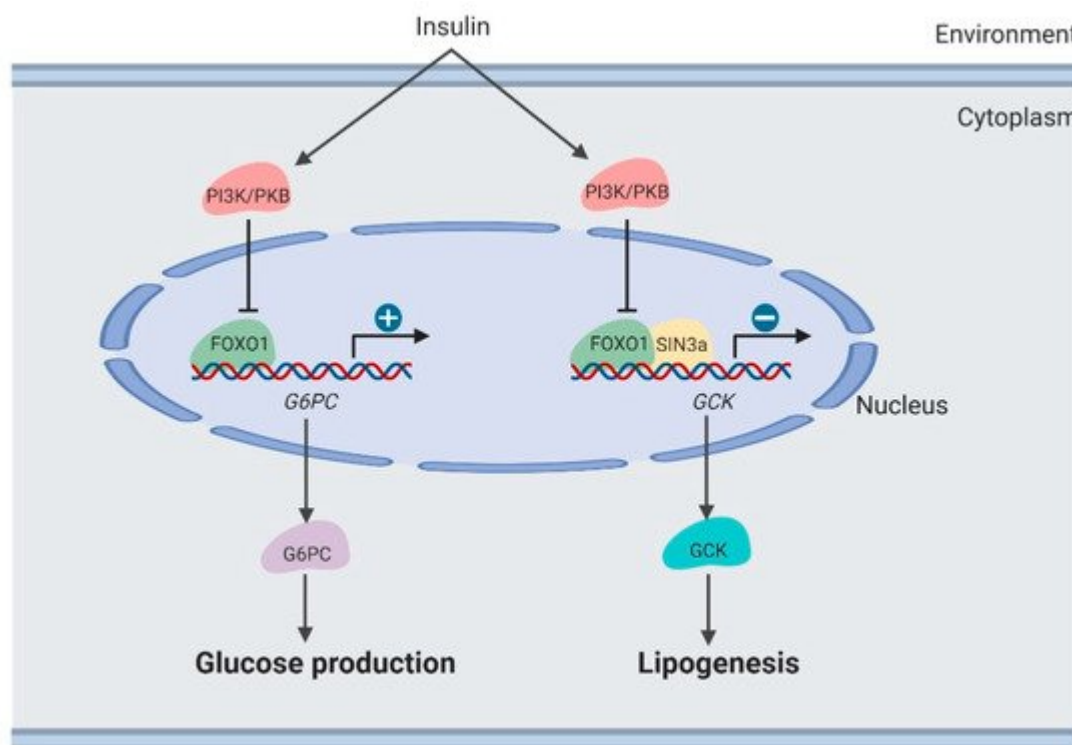 Insulin
Environment
Cytoplasm
PI3K/PKB
PI3K/PKB
+
−
FOXO1
FOXO1 SIN3a
G6PC
GCK
Nucleus
G6PC
GCK
Glucose production
Lipogenesis